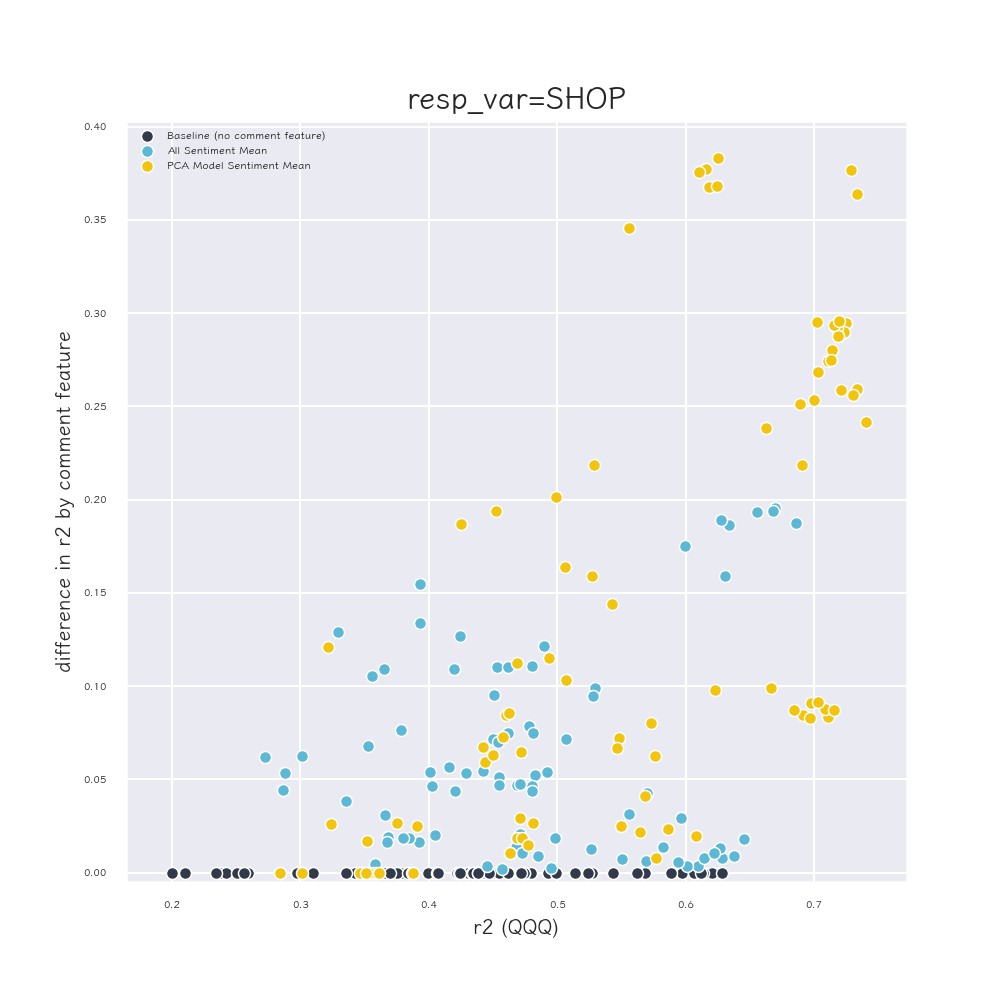 resp_var=SHOP
Baseline (no comment feature)
All Sentiment Mean
PCA Model Sentiment Mean
difference in r2 by comment feature
0.40
0.35
0.30
0.25
0.20
0.15
0.10
0.05
0.00
0.2 0.3 0.4 0.5 0.6 0.7
r2 (QQQ)